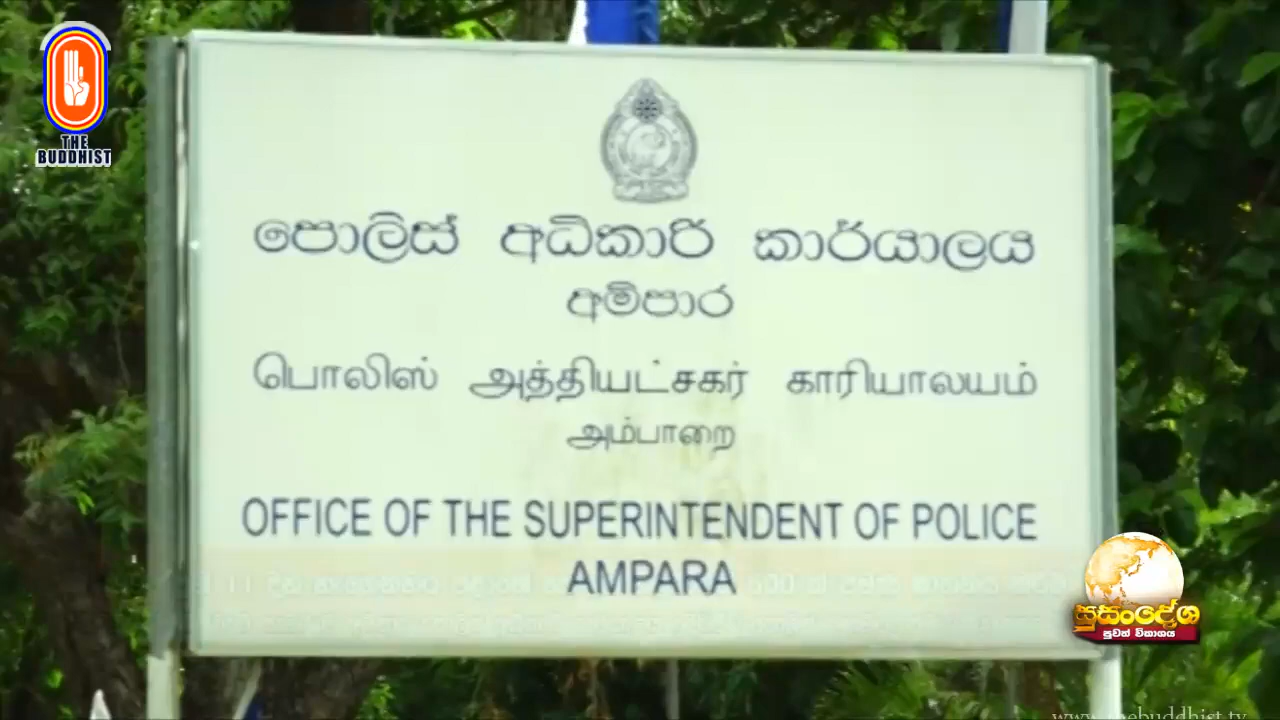 THE
BUDDHIST
පොලිස් අධිකාරි කාර්යාලය
අම්පාර
பொலிஸ் அத்தியட்சகர் காரியாலயம்
அம்பாறை
OFFICE OF THE SUPERINTENDENT OF POLICE
AMPARA
සුසංදේශ
පුවත් විකාශය